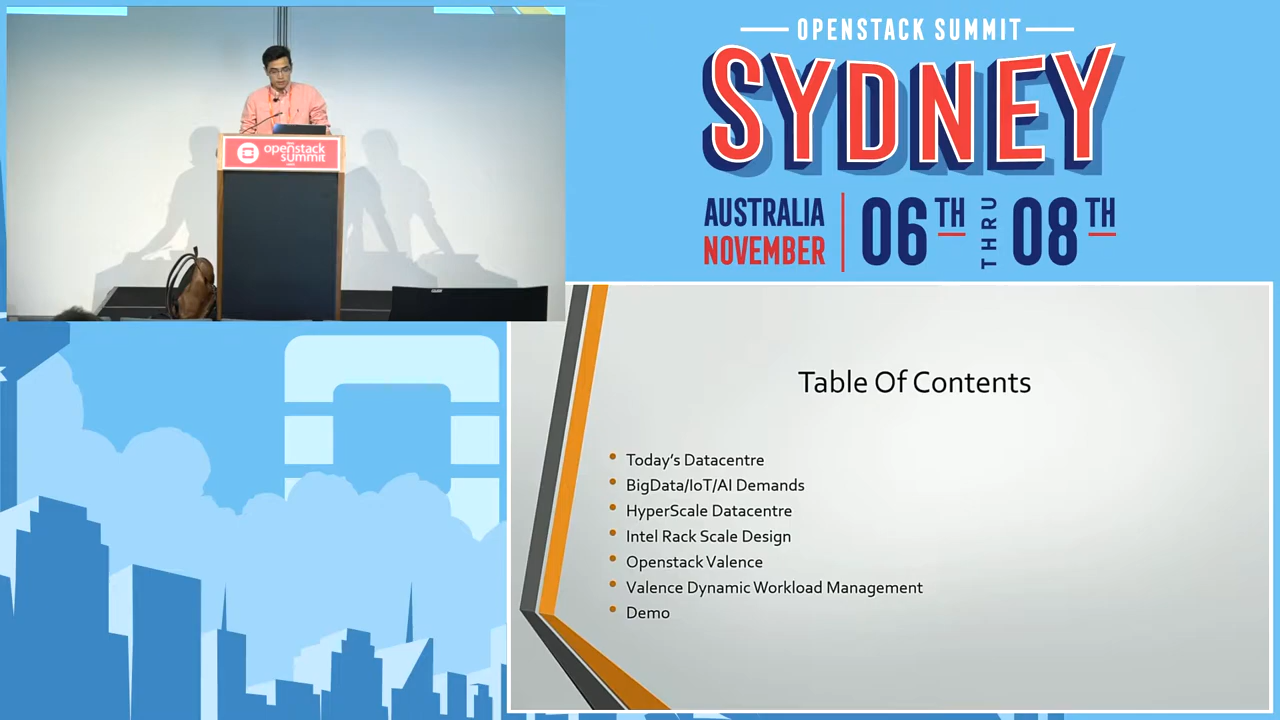 OPENSTACK SUMMIT
SYDNEY
AUSTRALIA
NOVEMBER
06TH THRU 08TH
openstack
summit
Table Of Contents
• Today's Datacentre
• BigData/IoT/AI Demands
• HyperScale Datacentre
• Intel Rack Scale Design
• Openstack Valence
• Valence Dynamic Workload Management
• Demo